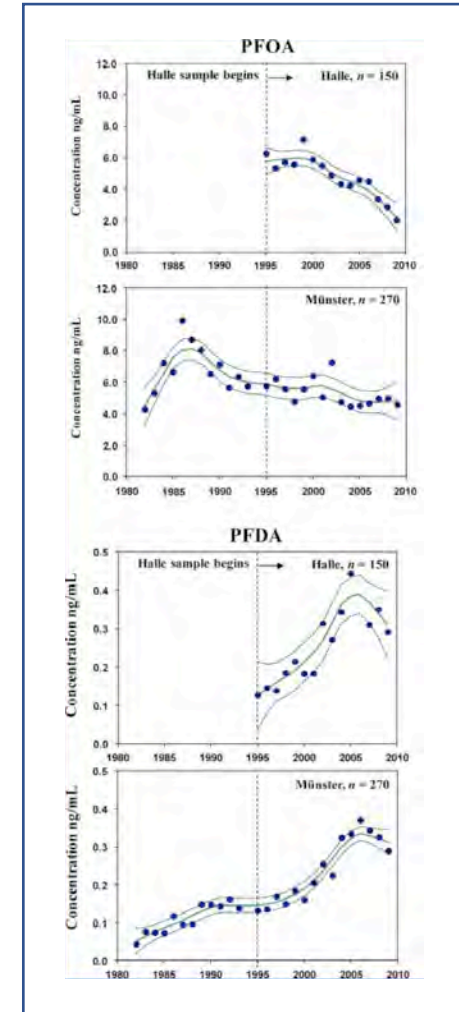 PFOA
Halle sample begins → Halle, n = 150
Concentration ng/mL
12.0
10.0
8.0
6.0
4.0
2.0
0.0
1980 1985 1990 1995 2000 2005 2010
Münster, n = 270
Concentration ng/mL
12.0
10.0
8.0
6.0
4.0
2.0
0.0
1980 1985 1990 1995 2000 2005 2010
PFDA
Halle sample begins → Halle, n = 150
Concentration ng/mL
0.5
0.4
0.3
0.2
0.1
0.0
1980 1985 1990 1995 2000 2005 2010
Münster, n = 270
Concentration ng/mL
0.5
0.4
0.3
0.2
0.1
0.0
1980 1985 1990 1995 2000 2005 2010